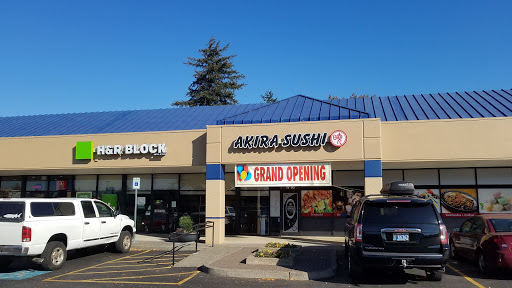 H&R BLOCK
AKIRA SUSHI
GRAND OPENING